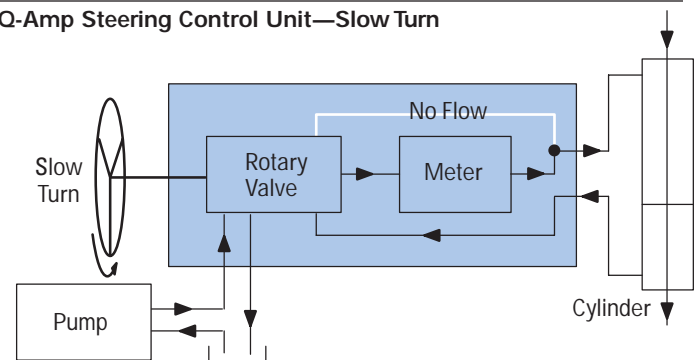 Q-Amp Steering Control Unit—Slow Turn
No Flow
Slow
Turn
Rotary
Valve
Meter
Pump
Cylinder